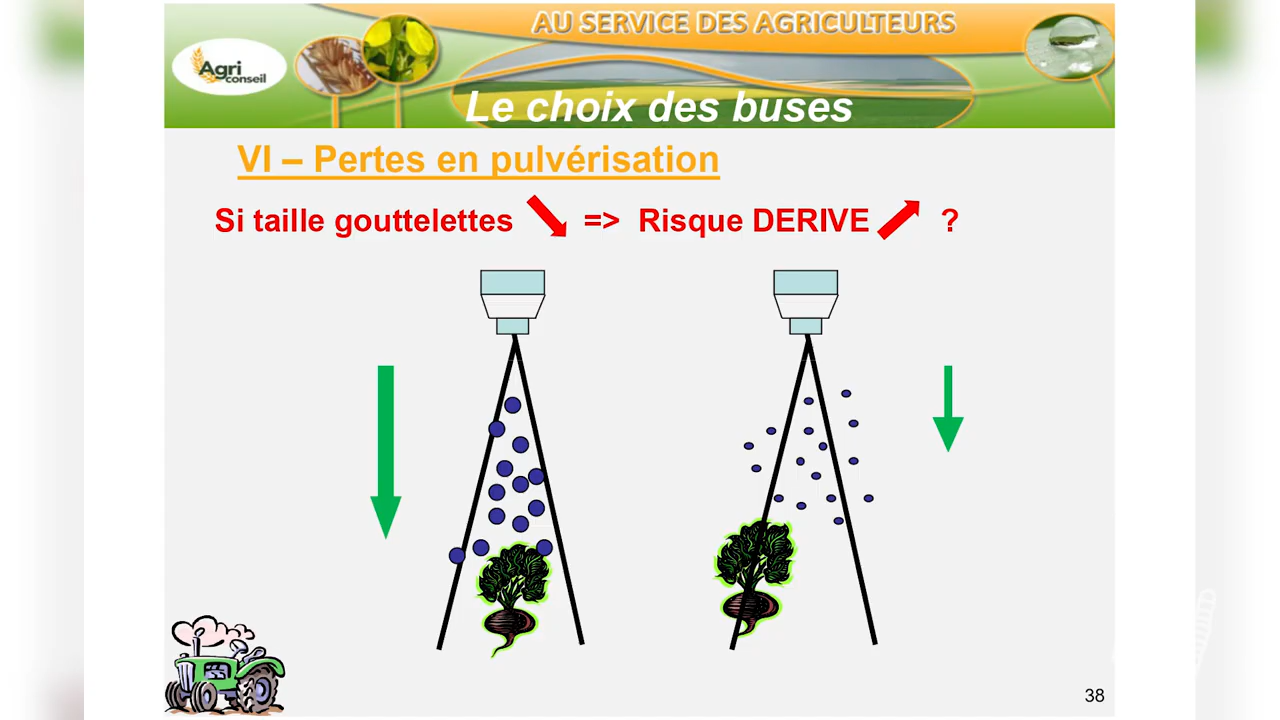 AU SERVICE DES AGRICULTEURS
Agri
conseil
Le choix des buses
VI – Pertes en pulvérisation
Si taille gouttelettes => Risque DERIVE ?
38